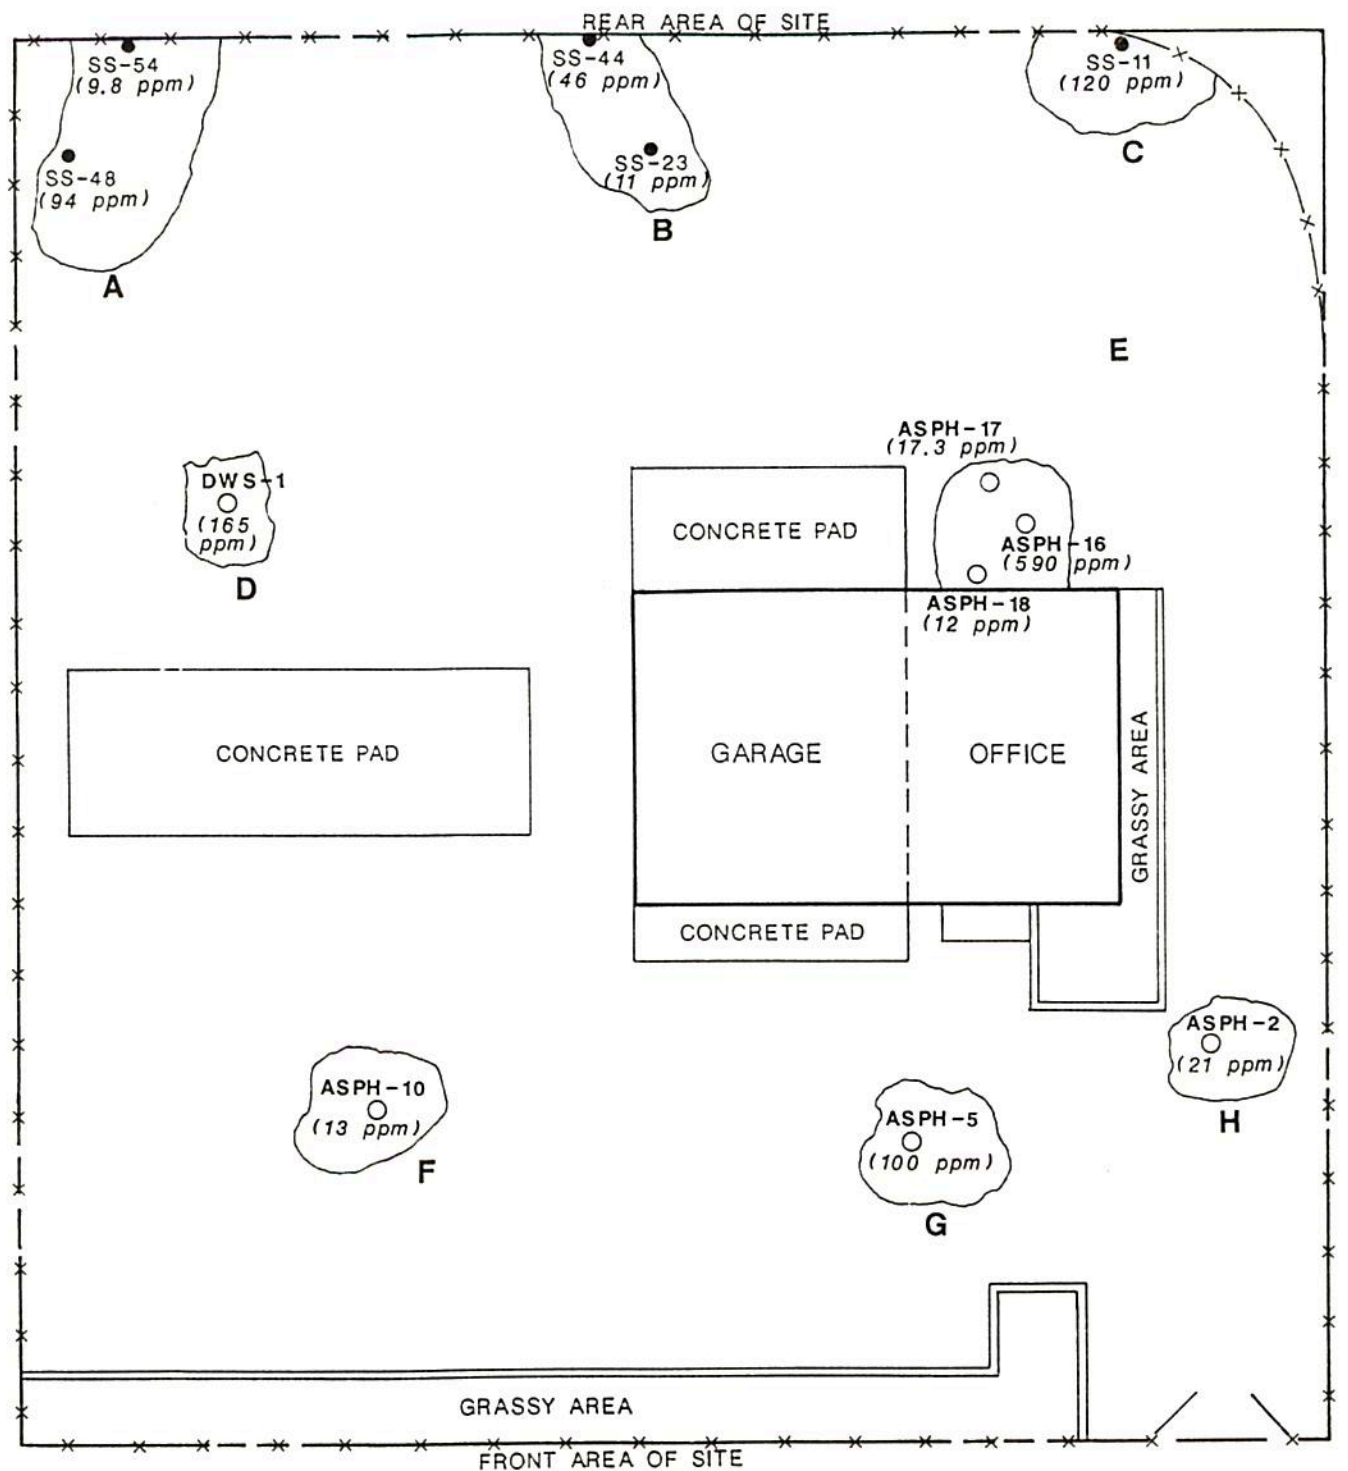 REAR AREA OF SITE
SS-54
(9.8 ppm)
SS-44
(46 ppm)
SS-11
(120 ppm)
SS-48
(94 ppm)
SS-23
(11 ppm)
A
B
C
E
ASPH-17
(17.3 ppm)
DWS-1
(165
ppm)
D
CONCRETE PAD
ASPH-16
(590 ppm)
ASPH-18
(12 ppm)
CONCRETE PAD
GARAGE
OFFICE
GRASSY AREA
CONCRETE PAD
ASPH-2
(21 ppm)
H
ASPH-10
(13 ppm)
F
ASPH-5
(100 ppm)
G
GRASSY AREA
FRONT AREA OF SITE